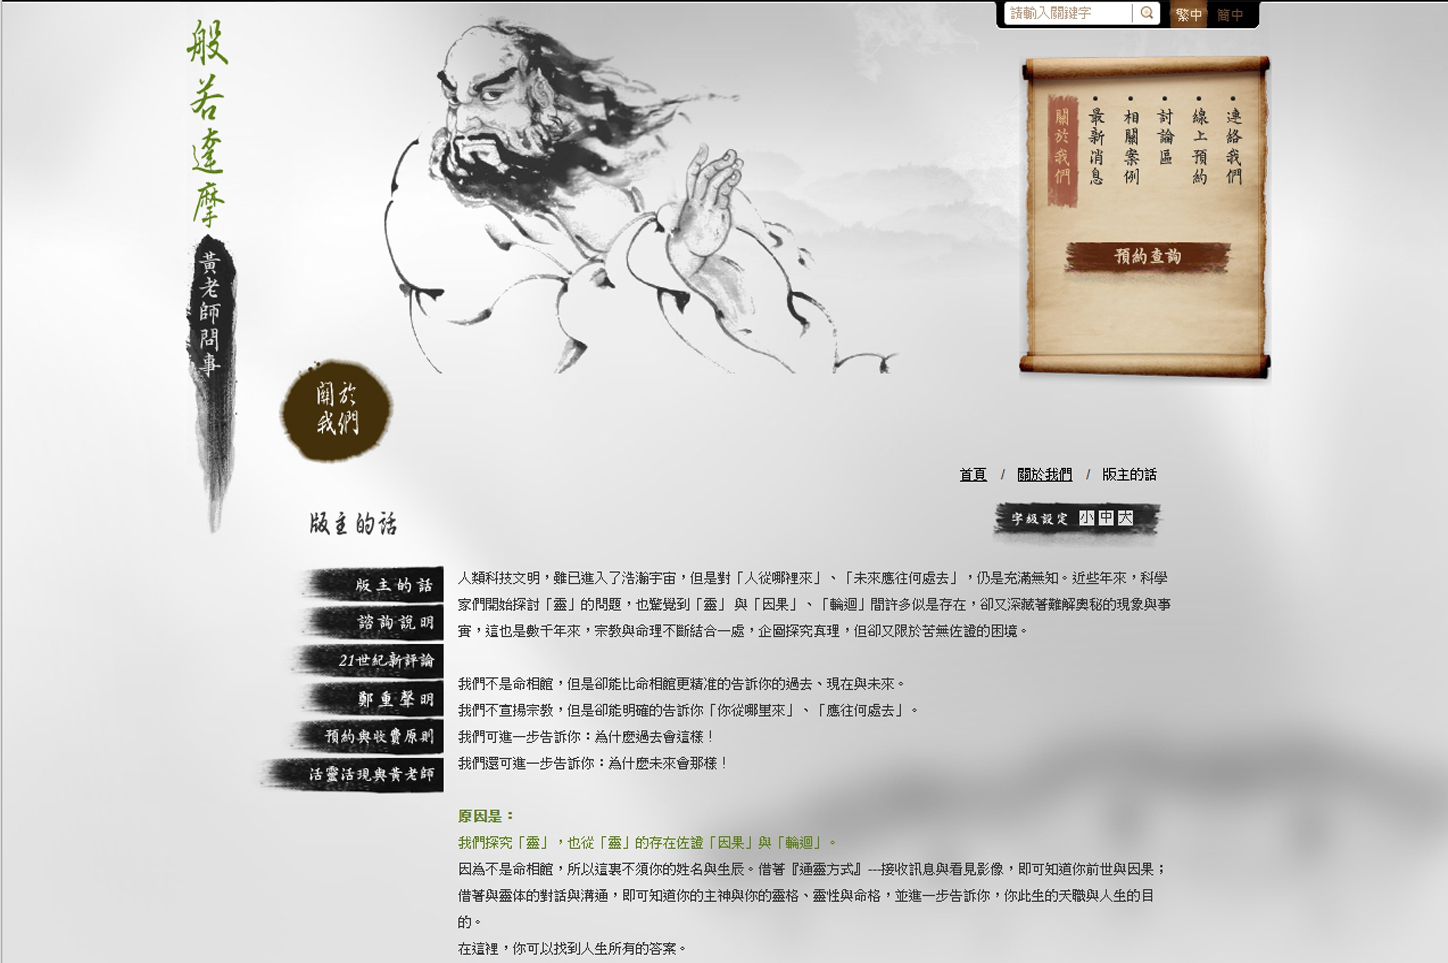 請輸入關鍵字
繁中 簡中
般若達摩
黃老師問事
關於我們
最新消息
相關案例
討論區
線上預約
連絡我們
預約查詢
關於
我們
首頁 / 關於我們 / 版主的話
版主的話
字級設定 小 中 大
版主的話
諮詢說明
21世紀新評論
鄭重聲明
預約與收費原則
活靈活現與黃老師
人類科技文明，雖已進入了浩瀚宇宙，但是對「人從哪裡來」、「未來應往何處去」，仍是充滿無知。近些年來，科學
家們開始探討「靈」的問題，也驚覺到「靈」 與「因果」、「輪迴」間許多似是存在，卻又深藏著難解奧秘的現象與事
實，這也是數千年來，宗教與命理不斷結合一處，企圖探究真理，但卻又限於苦無佐證的困境。
我們不是命相館，但是卻能比命相館更精准的告訴你的過去、現在與未來。
我們不宣揚宗教，但是卻能明確的告訴你「你從哪里來」、「應往何處去」。
我們可進一步告訴你：為什麼過去會這樣！
我們還可進一步告訴你：為什麼未來會那樣！
原因是：
我們探究「靈」，也從「靈」的存在佐證「因果」與「輪迴」。
因為不是命相館，所以這裏不須你的姓名與生辰。借著『通靈方式』---接收訊息與看見影像，即可知道你前世與因果；
借著與靈体的對話與溝通，即可知道你的主神與你的靈格、靈性與命格，並進一步告訴你，你此生的天職與人生的目
的。
在這裡，你可以找到人生所有的答案。